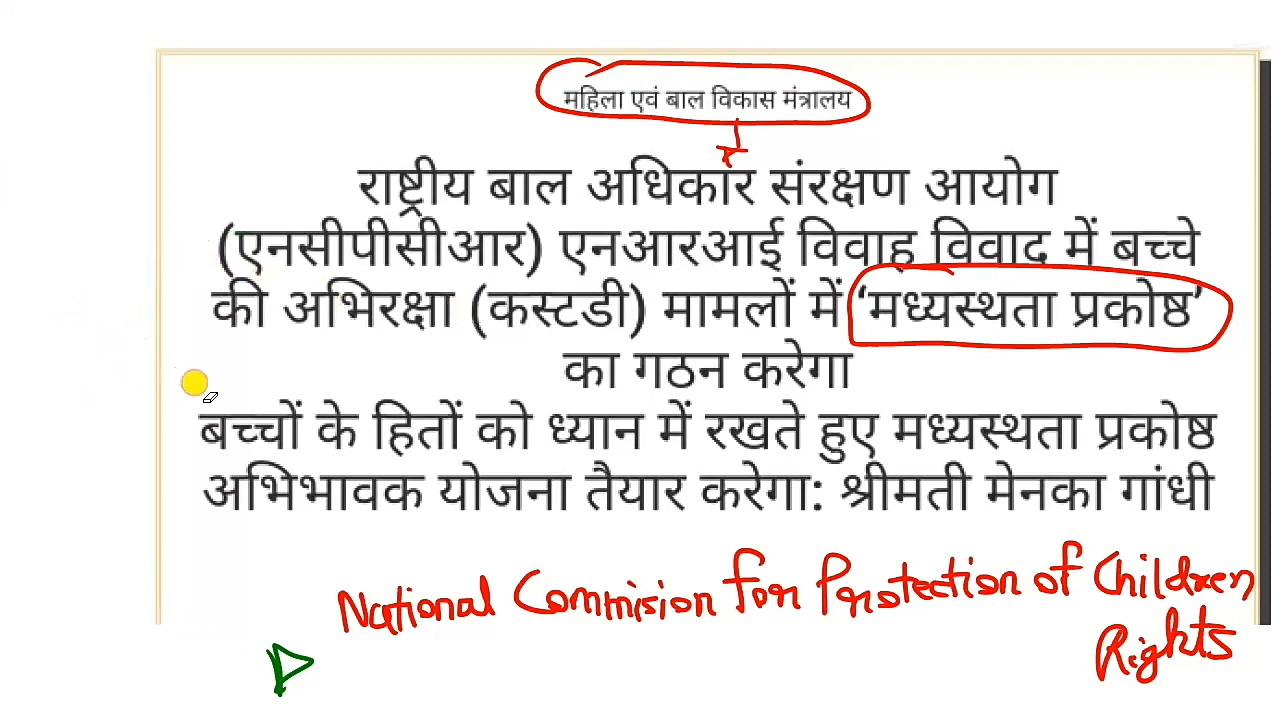 महिला एवं बाल विकास मंत्रालय
राष्ट्रीय बाल अधिकार संरक्षण आयोग
(एनसीपीसीआर) एनआरआई विवाह विवाद में बच्चे
की अभिरक्षा (कस्टडी) मामलों में ‘मध्यस्थता प्रकोष्ठ’
का गठन करेगा
बच्चों के हितों को ध्यान में रखते हुए मध्यस्थता प्रकोष्ठ
अभिभावक योजना तैयार करेगा: श्रीमती मेनका गांधी
National Commision for Protection of Children
Rights